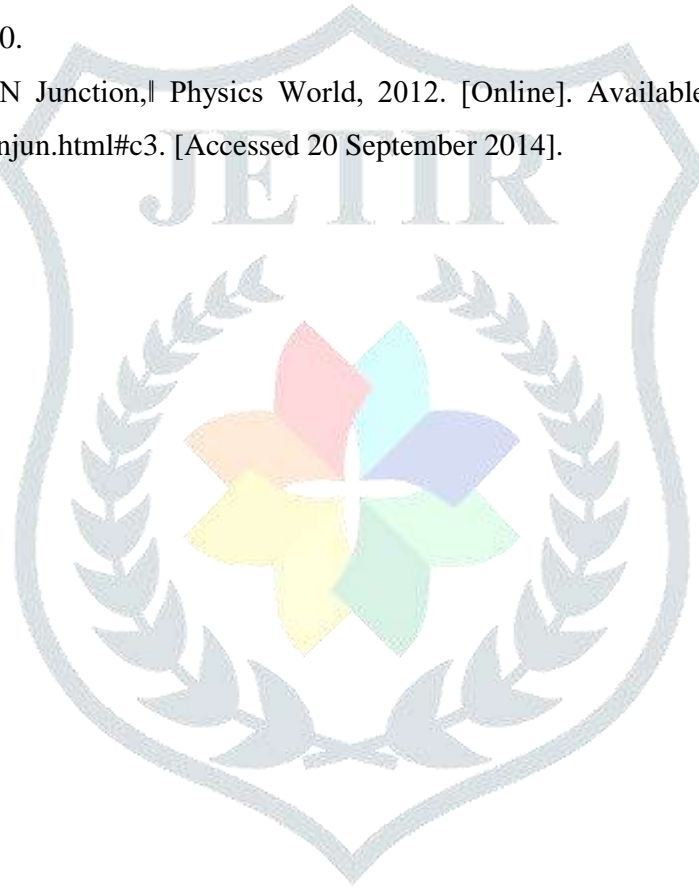 0.
N Junction,‖ Physics World, 2012. [Online]. Available
njun.html#c3. [Accessed 20 September 2014].
JETIR